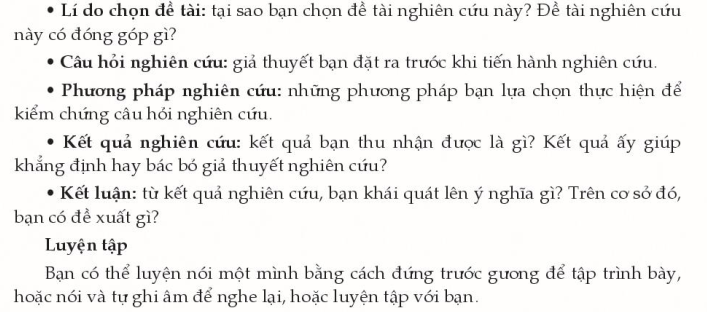 • Lí do chọn đề tài: tại sao bạn chọn đề tài nghiên cứu này? Đề tài nghiên cứu
này có đóng góp gì?
• Câu hỏi nghiên cứu: giả thuyết bạn đặt ra trước khi tiến hành nghiên cứu.
• Phương pháp nghiên cứu: những phương pháp bạn lựa chọn thực hiện để
kiểm chứng câu hỏi nghiên cứu.
• Kết quả nghiên cứu: kết quả bạn thu nhận được là gì? Kết quả ấy giúp
khẳng định hay bác bỏ giả thuyết nghiên cứu?
• Kết luận: từ kết quả nghiên cứu, bạn khái quát lên ý nghĩa gì? Trên cơ sở đó,
bạn có đề xuất gì?
Luyện tập
Bạn có thể luyện nói một mình bằng cách đứng trước gương để tập trình bày,
hoặc nói và tự ghi âm để nghe lại, hoặc luyện tập với bạn.